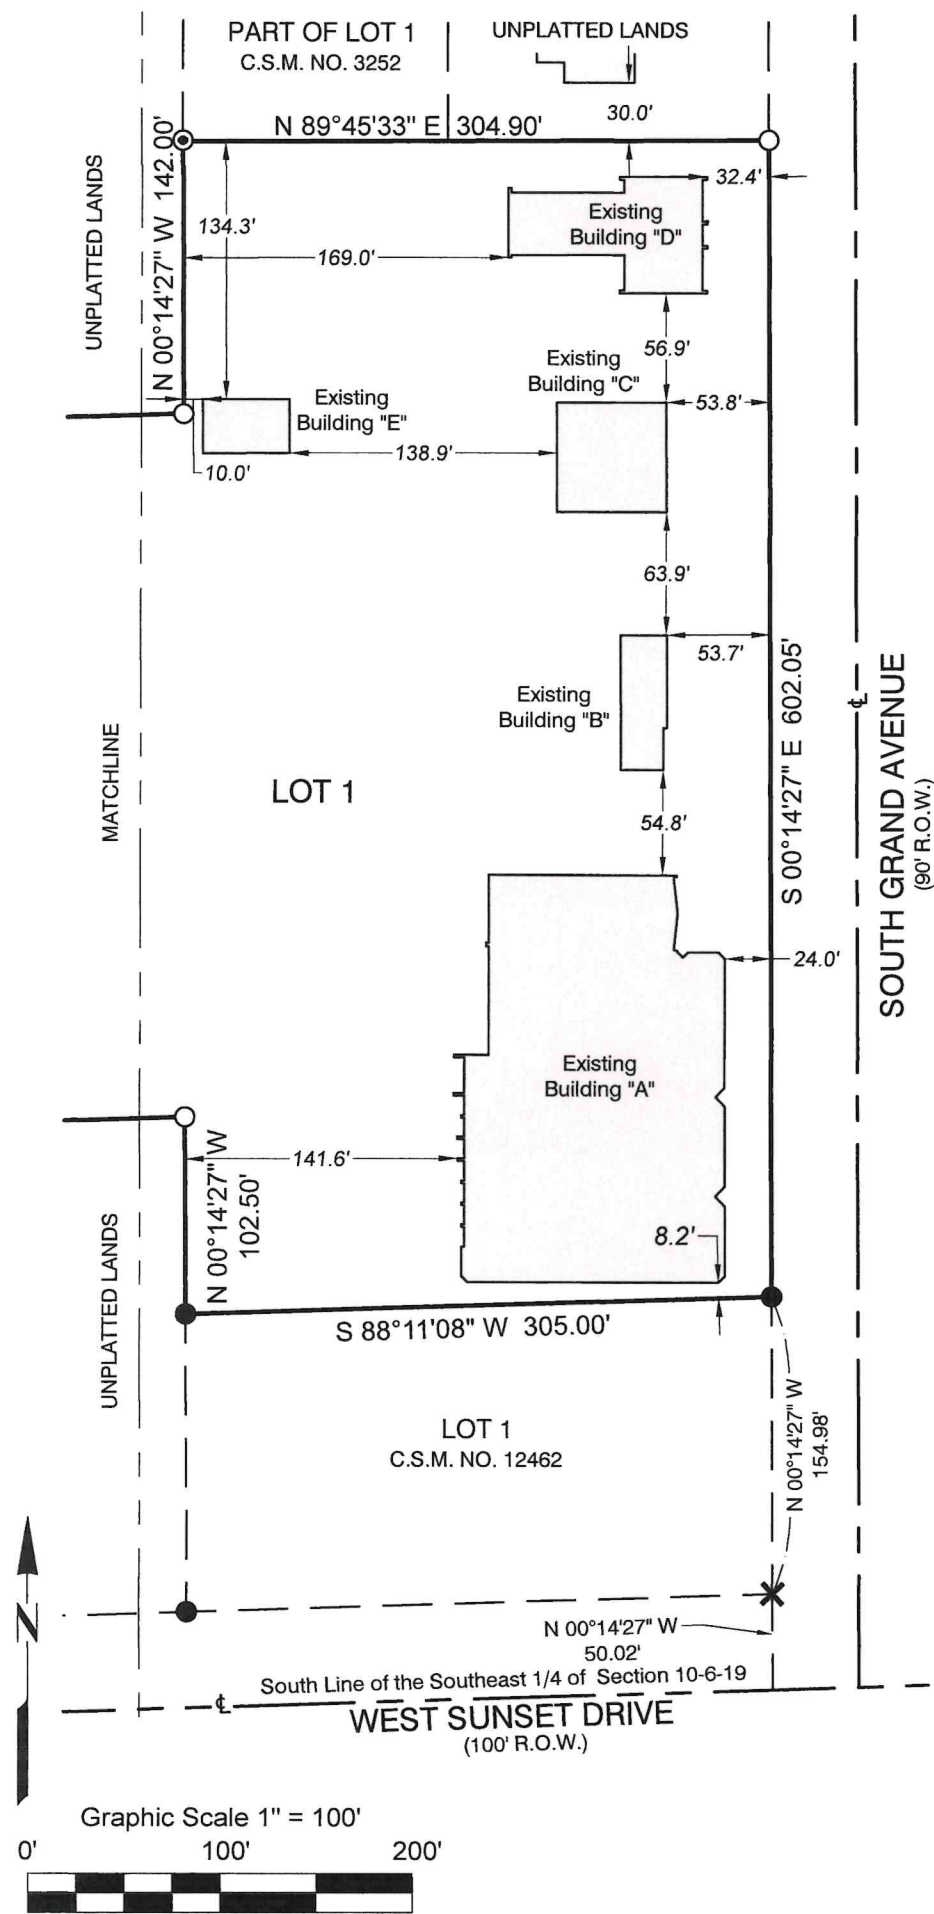 PART OF LOT 1
C.S.M. NO. 3252
UNPLATTED LANDS
30.0'
N 89°45'33" E 304.90'
UNPLATTED LANDS
N 00°14'27" W 142.00'
134.3'
169.0'
32.4'
Existing
Building "D"
56.9'
Existing
Building "C"
53.8'
Existing
Building "E"
138.9'
10.0'
63.9'
53.7'
Existing
Building "B"
S 00°14'27" E 602.05'
SOUTH GRAND AVENUE
(90' R.O.W.)
℄
MATCHLINE
LOT 1
54.8'
24.0'
Existing
Building "A"
141.6'
N 00°14'27" W
102.50'
8.2'
UNPLATTED LANDS
S 88°11'08" W 305.00'
LOT 1
C.S.M. NO. 12462
N 00°14'27" W
154.98'
N
N 00°14'27" W
50.02'
South Line of the Southeast 1/4 of Section 10-6-19
℄
WEST SUNSET DRIVE
(100' R.O.W.)
Graphic Scale 1" = 100'
0' 100' 200'